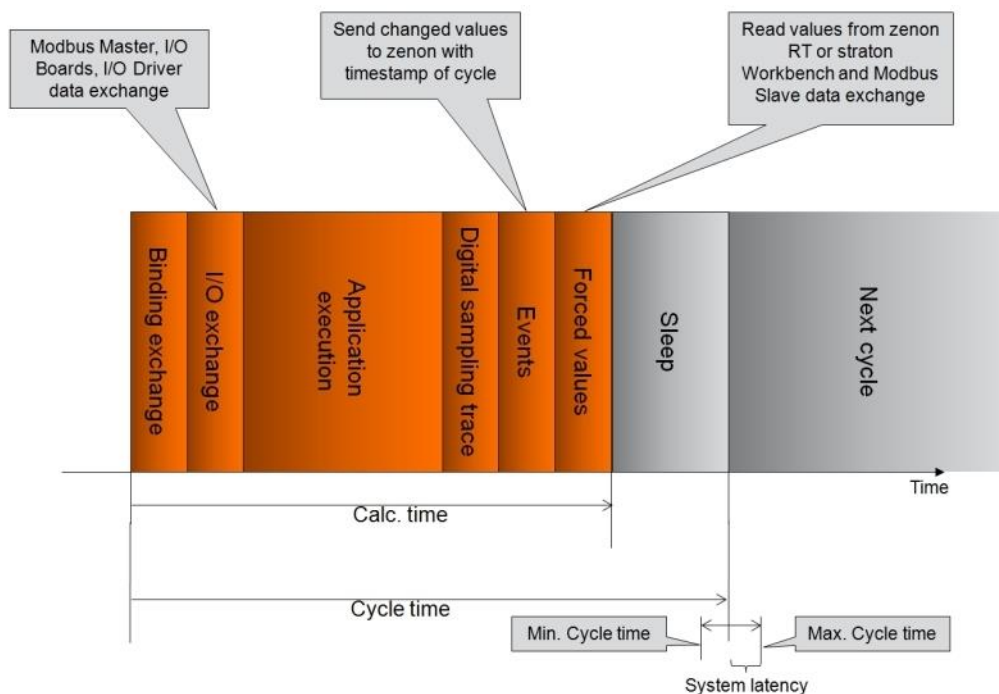 Modbus Master, I/O
Boards, I/O Driver
data exchange
Send changed values
to zenon with
timestamp of cycle
Read values from zenon
RT or straton
Workbench and Modbus
Slave data exchange
Binding exchange
I/O exchange
Application
execution
Digital sampling trace
Events
Forced values
Sleep
Next cycle
Time
Calc. time
Cycle time
Min. Cycle time
Max. Cycle time
System latency